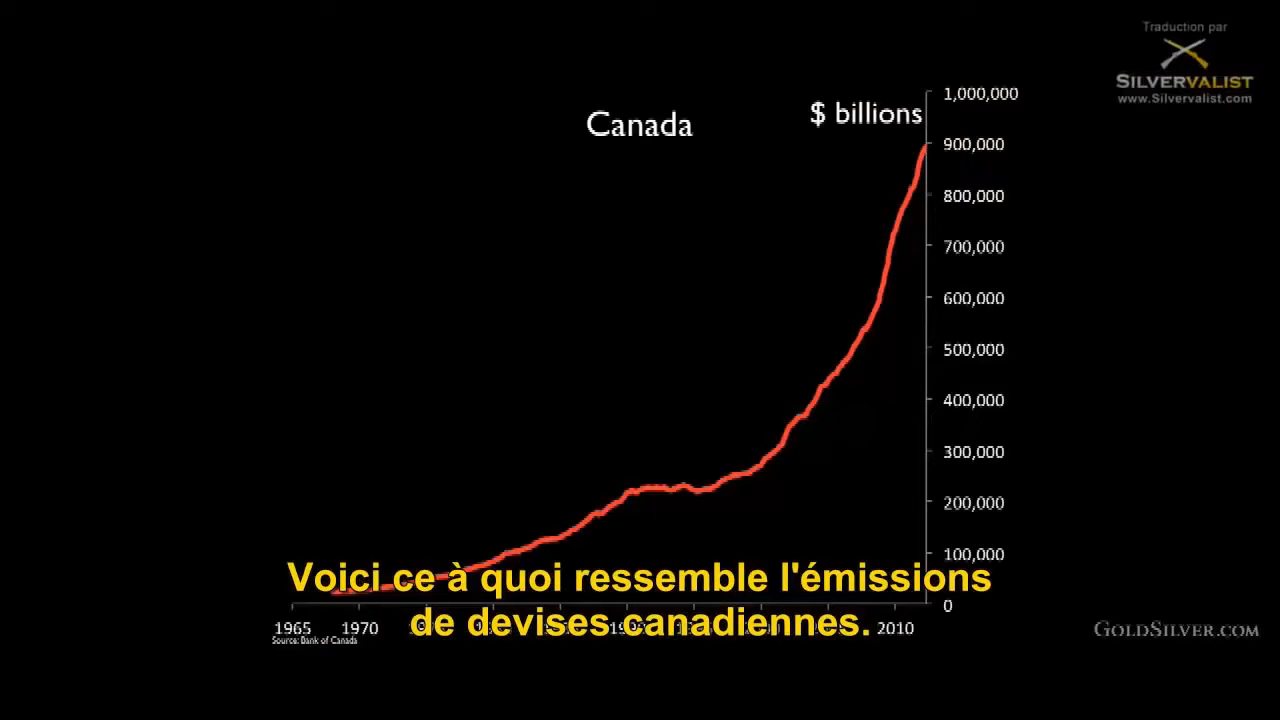 Traduction par
SILVERVALIST
www.Silvervalist.com
Canada
$ billions
1,000,000
900,000
800,000
700,000
600,000
500,000
400,000
300,000
200,000
100,000
0
Voici ce à quoi ressemble l'émissions
de devises canadiennes.
1965 1970 2010
Source: Bank of Canada
GOLDSILVER.COM